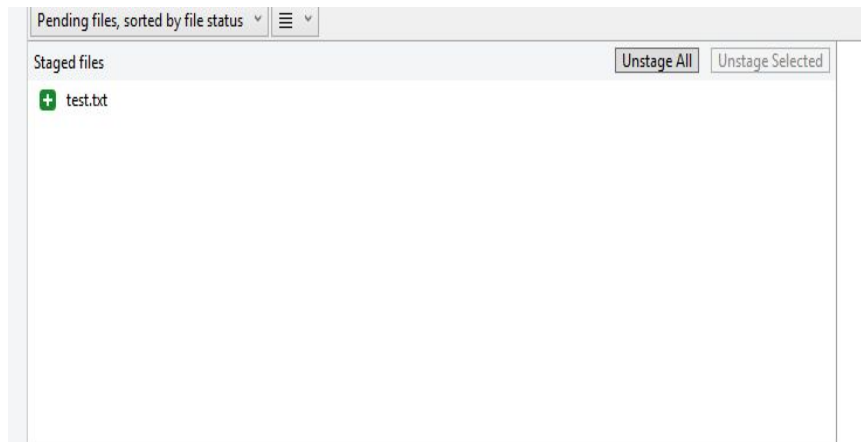 Pending files, sorted by file status
Staged files Unstage All Unstage Selected
test.txt